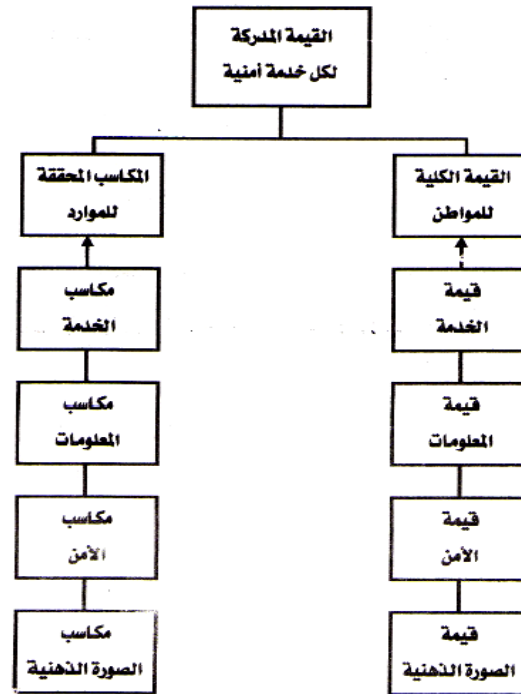 القيمة المدركة
لكل خدمة أمنية
القيمة الكلية
للمواطن
المكاسب المحققة
للموارد
قيمة
الخدمة
مكاسب
الخدمة
قيمة
المعلومات
مكاسب
المعلومات
قيمة
الأمن
مكاسب
الأمن
قيمة
الصورة الذهنية
مكاسب
الصورة الذهنية